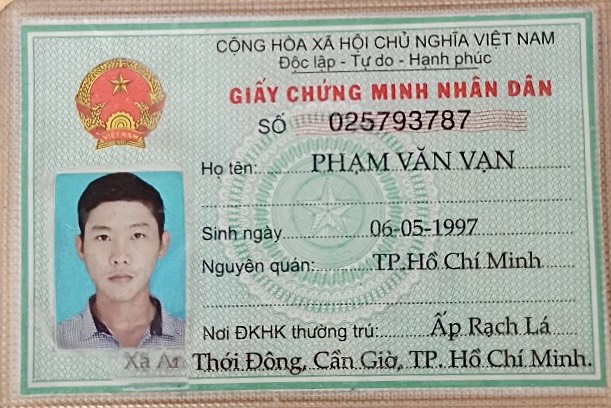 CỘNG HÒA XÃ HỘI CHỦ NGHĨA VIỆT NAM
Độc lập - Tự do - Hạnh phúc
GIẤY CHỨNG MINH NHÂN DÂN
SỐ 025793787
Họ tên: PHẠM VĂN VẠN
Sinh ngày 06-05-1997
Nguyên quán: TP.Hồ Chí Minh
Nơi ĐKHK thường trú: Ấp Rạch Lá
Xã An Thới Đông, Cần Giờ, TP. Hồ Chí Minh.
VIỆT NAM